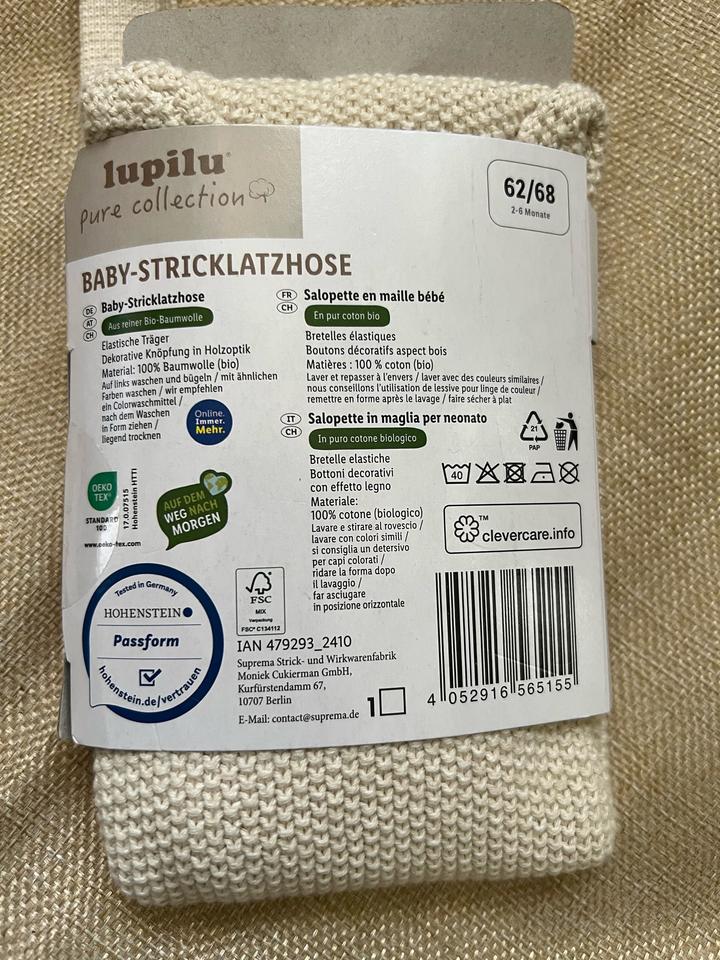 lupilu®
pure collection
62/68
2-6 Monate
BABY-STRICKLATZHOSE
DE
AT
CH
Baby-Stricklatzhose
Aus reiner Bio-Baumwolle
Elastische Träger
Dekorative Knöpfung in Holzoptik
Material: 100% Baumwolle (bio)
Auf links waschen und bügeln / mit ähnlichen
Farben waschen / wir empfehlen
ein Colorwaschmittel /
nach dem Waschen
in Form ziehen /
liegend trocknen
Online.
Immer.
Mehr.
FR
CH
Salopette en maille bébé
En pur coton bio
Bretelles élastiques
Boutons décoratifs aspect bois
Matières : 100 % coton (bio)
Laver et repasser à l'envers / laver avec des couleurs similaires /
nous conseillons l'utilisation de lessive pour linge de couleur /
remettre en forme après le lavage / faire sécher à plat
IT
CH
Salopette in maglia per neonato
In puro cotone biologico
Bretelle elastiche
Bottoni decorativi
con effetto legno
Materiale:
100% cotone (biologico)
Lavare e stirare al rovescio /
lavare con colori simili /
si consiglia un detersivo
per capi colorati /
ridare la forma dopo
il lavaggio /
far asciugare
in posizione orizzontale
21
PAP
40
™
clevercare.info
OEKO
TEX®
STANDARD
100
17.0.07515
Hohenstein HTTI
www.oeko-tex.com
AUF DEM
WEG NACH
MORGEN
Tested in Germany
HOHENSTEIN
Passform
hohenstein.de/vertrauen
FSC
MIX
Verpackung
FSC® C134112
IAN 479293_2410
Suprema Strick- und Wirkwarenfabrik
Moniek Cukierman GmbH,
Kurfürstendamm 67,
10707 Berlin
E-Mail: contact@suprema.de
1
4 052916 565155